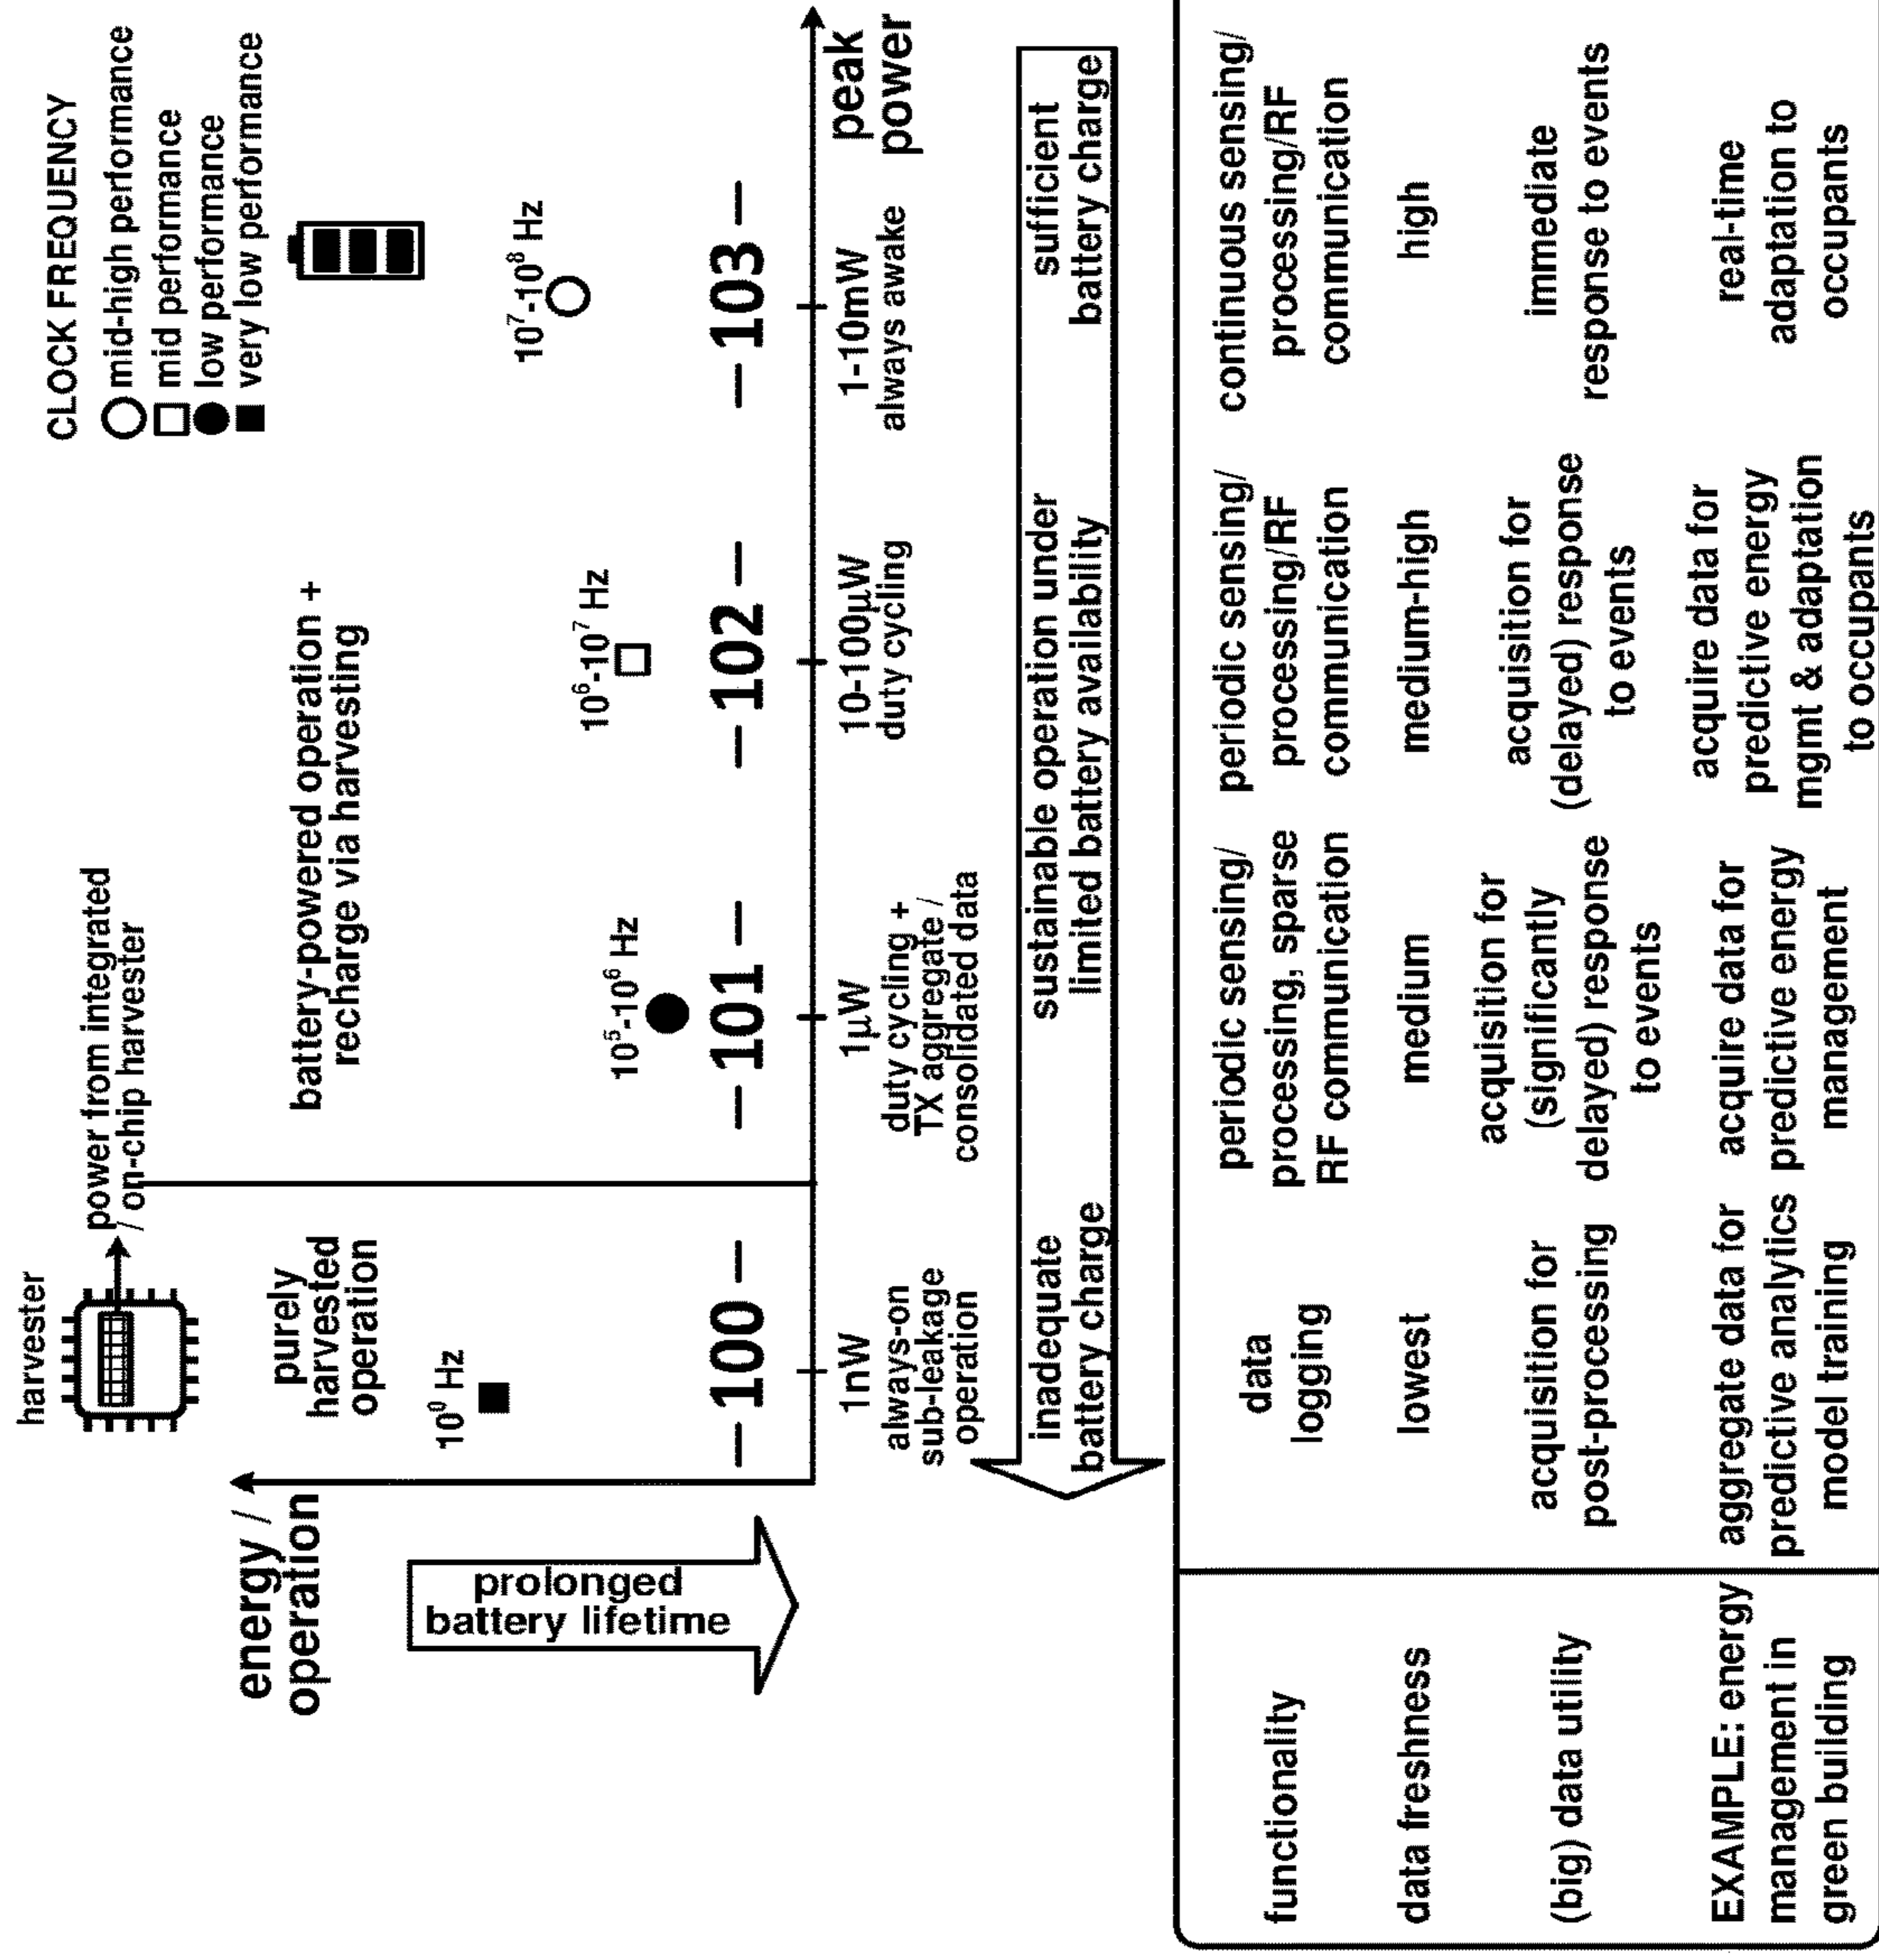 harvester
power from integrated
/ on-chip harvester
CLOCK FREQUENCY
mid-high performance
mid performance
low performance
very low performance
energy /
operation
purely
harvested
operation
battery-powered operation +
recharge via harvesting
10⁰ Hz
10⁵-10⁶ Hz
10⁶-10⁷ Hz
10⁷-10⁸ Hz
prolonged
battery lifetime
100
101
102
103
peak
power
1nW
always-on
sub-leakage
operation
1µW
duty cycling +
TX aggregate /
consolidated data
10-100µW
duty cycling
1-10mW
always awake
inadequate
battery charge
sustainable operation under
limited battery availability
sufficient
battery charge
functionality
data
logging
periodic sensing/
processing, sparse
RF communication
periodic sensing/
processing/RF
communication
continuous sensing/
processing/RF
communication
data freshness
lowest
medium
medium-high
high
(big) data utility
acquisition for
post-processing
acquisition for
(significantly
delayed) response
to events
acquisition for
(delayed) response
to events
immediate
response to events
EXAMPLE: energy
management in
green building
aggregate data for
predictive analytics
model training
acquire data for
predictive energy
management
acquire data for
predictive energy
mgmt & adaptation
to occupants
real-time
adaptation to
occupants